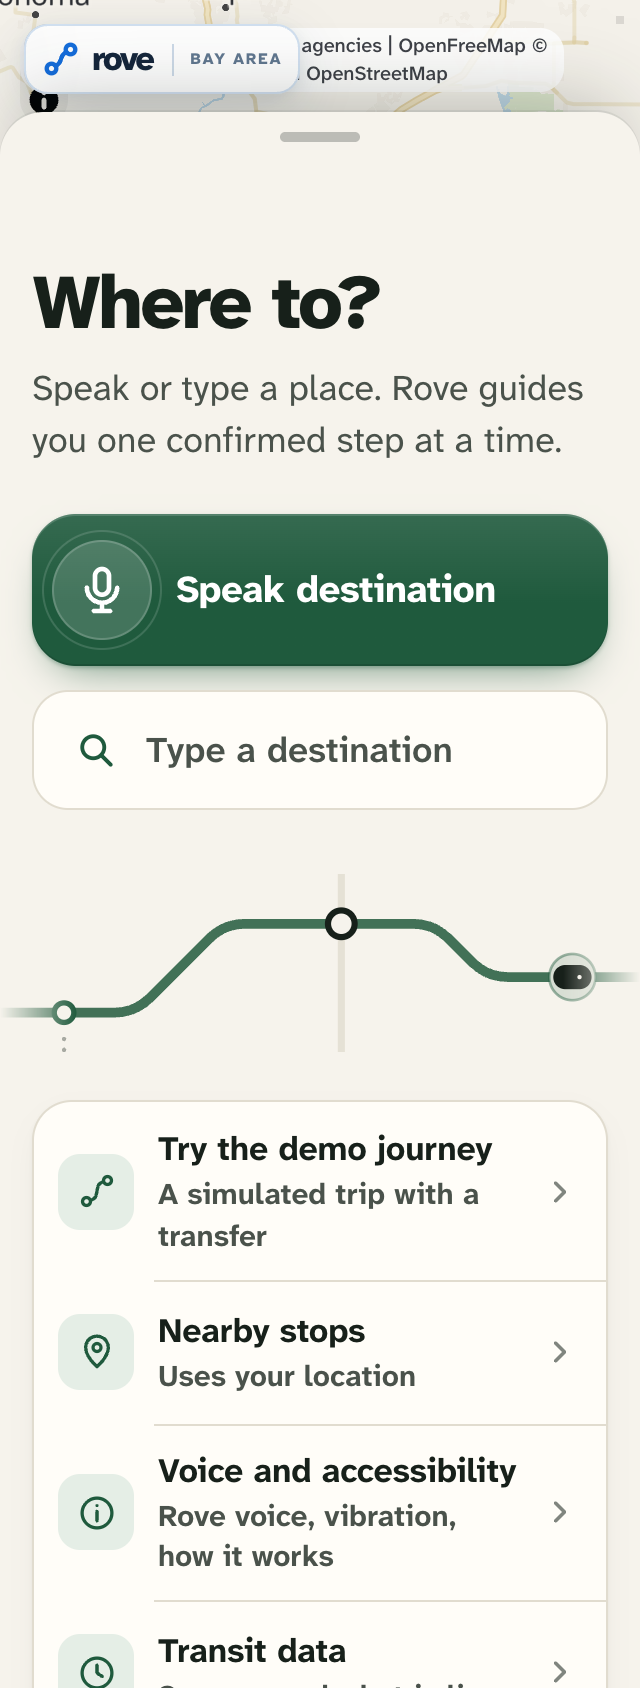 rove
BAY AREA
agencies | OpenFreeMap ©
OpenStreetMap
Where to?
Speak or type a place. Rove guides
you one confirmed step at a time.
Speak destination
Type a destination
Try the demo journey
A simulated trip with a
transfer
Nearby stops
Uses your location
Voice and accessibility
Rove voice, vibration,
how it works
Transit data